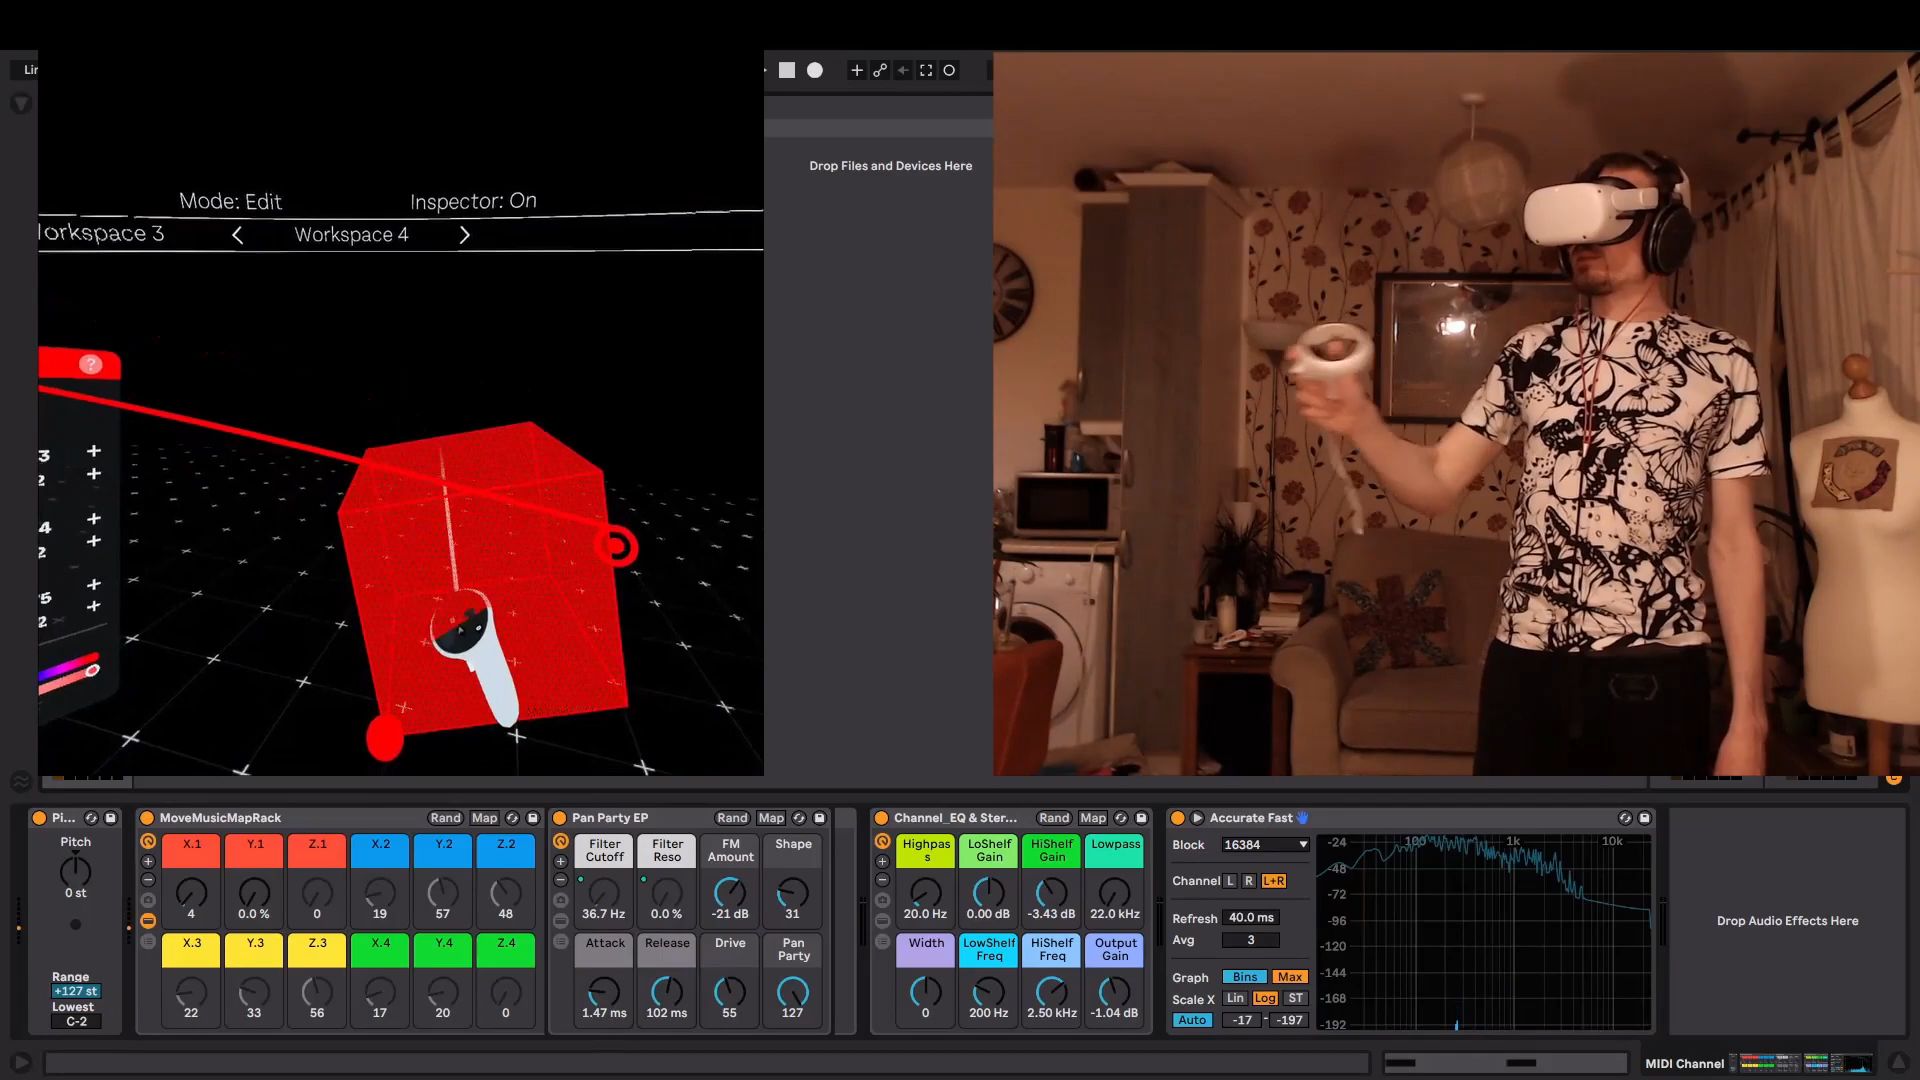 Mode: Edit
Inspector: On
Workspace 3
Workspace 4
?
Drop Files and Devices Here
Pi...
Pitch
0 st
Range
+127 st
Lowest
C-2
MoveMusicMapRack
Rand
Map
X.1
Y.1
Z.1
X.2
Y.2
Z.2
4
0.0 %
0
19
57
48
X.3
Y.3
Z.3
X.4
Y.4
Z.4
22
33
56
17
20
0
Pan Party EP
Rand
Map
Filter Cutoff
Filter Reso
FM Amount
Shape
36.7 Hz
0.0 %
-21 dB
31
Attack
Release
Drive
Pan Party
1.47 ms
102 ms
55
127
Channel_EQ & Ster...
Rand
Map
Highpass
LoShelf Gain
HiShelf Gain
Lowpass
20.0 Hz
0.00 dB
-3.43 dB
22.0 kHz
Width
LowShelf Freq
HiShelf Freq
Output Gain
0
200 Hz
2.50 kHz
-1.04 dB
Accurate Fast
Block
16384
Channel
L
R
L+R
Refresh
40.0 ms
Avg
3
Graph
Bins
Max
Scale X
Lin
Log
ST
Auto
-17
-
-197
100
1k
10k
-24
-48
-72
-96
-120
-144
-168
-192
Drop Audio Effects Here
MIDI Channel